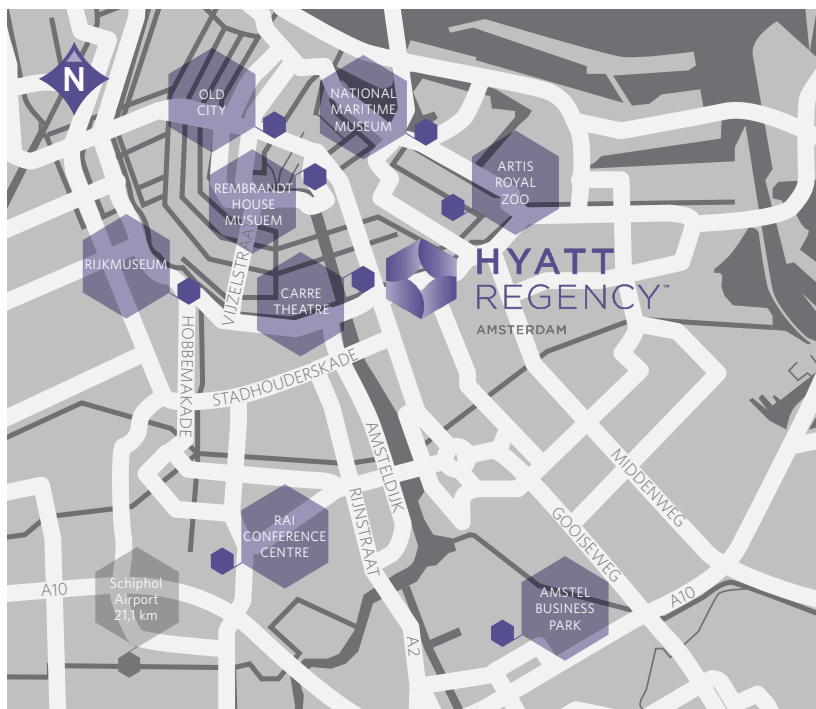 N
OLD
CITY
NATIONAL
MARITIME
MUSEUM
ARTIS
ROYAL
ZOO
REMBRANDT
HOUSE
MUSUEM
RIJKMUSEUM
VIJZELSTRAAT
CARRE
THEATRE
HYATT
REGENCY™
AMSTERDAM
HOBBEMAKADE
STADHOUDERSKADE
AMSTELDIJK
RIJNSTRAAT
MIDDENWEG
GOOISEWEG
RAI
CONFERENCE
CENTRE
A10
Schiphol
Airport
21,1 km
AMSTEL
BUSINESS
PARK
A10
A2